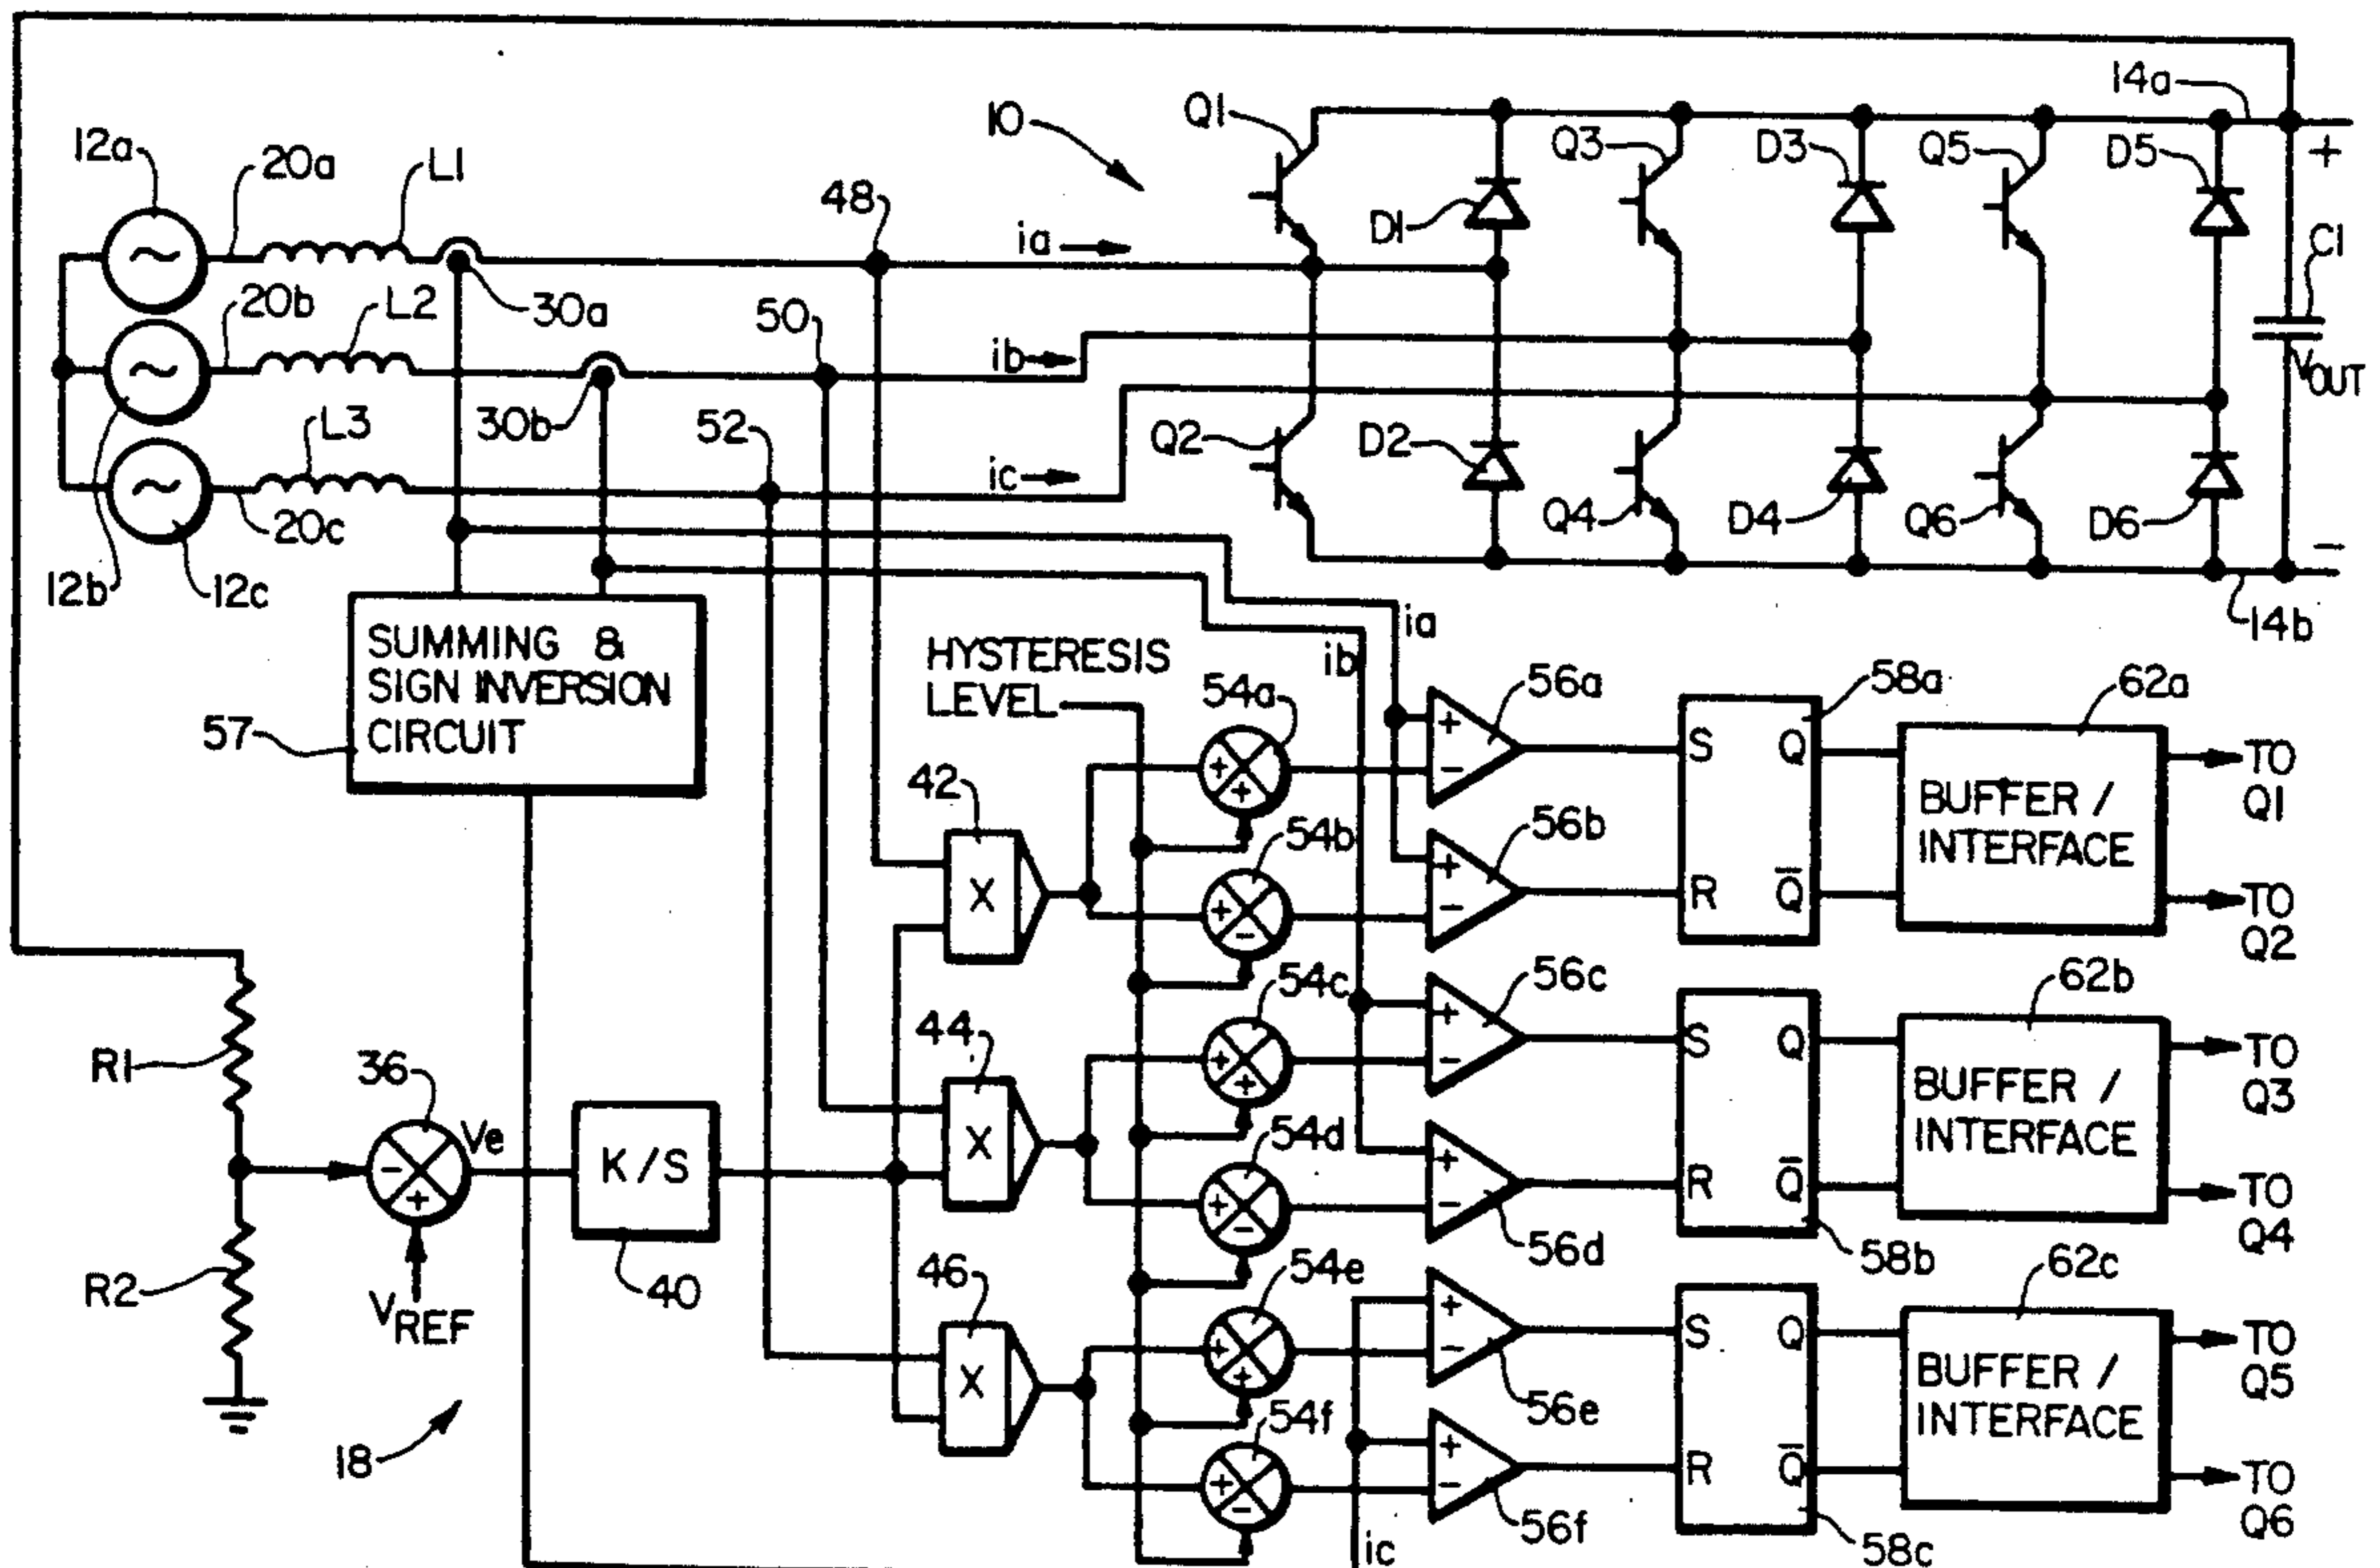 14a
10
Q1
Q3
D3
Q5
D5
+
12a
20a
L1
48
ia
D1
C1
20b
L2
30a
50
ib
VOUT
30b
L3
52
Q2
D2
ic
Q4
D4
Q6
D6
−
20c
12b
12c
14b
SUMMING &
SIGN INVERSION
CIRCUIT
57
HYSTERESIS
LEVEL
ia
ib
54a
56a
58a
62a
+
+
+
−
S
Q
TO
Q1
42
X
54b
56b
BUFFER /
INTERFACE
+
−
+
−
R
Q̅
TO
Q2
54c
56c
62b
R1
36
44
X
+
+
+
−
S
Q
TO
Q3
Ve
−
+
K/S
54d
BUFFER /
INTERFACE
+
−
+
−
R
Q̅
TO
Q4
56d
58b
R2
VREF
40
46
X
54e
62c
+
+
+
−
S
Q
TO
Q5
56e
BUFFER /
INTERFACE
18
54f
+
−
+
−
R
Q̅
TO
Q6
56f
58c
ic